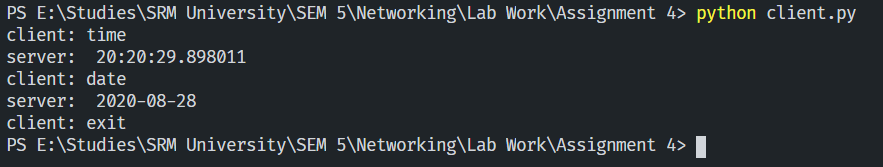 PS E:\Studies\SRM University\SEM 5\Networking\Lab Work\Assignment 4> python client.py
client: time
server:  20:20:29.898011
client: date
server:  2020-08-28
client: exit
PS E:\Studies\SRM University\SEM 5\Networking\Lab Work\Assignment 4>